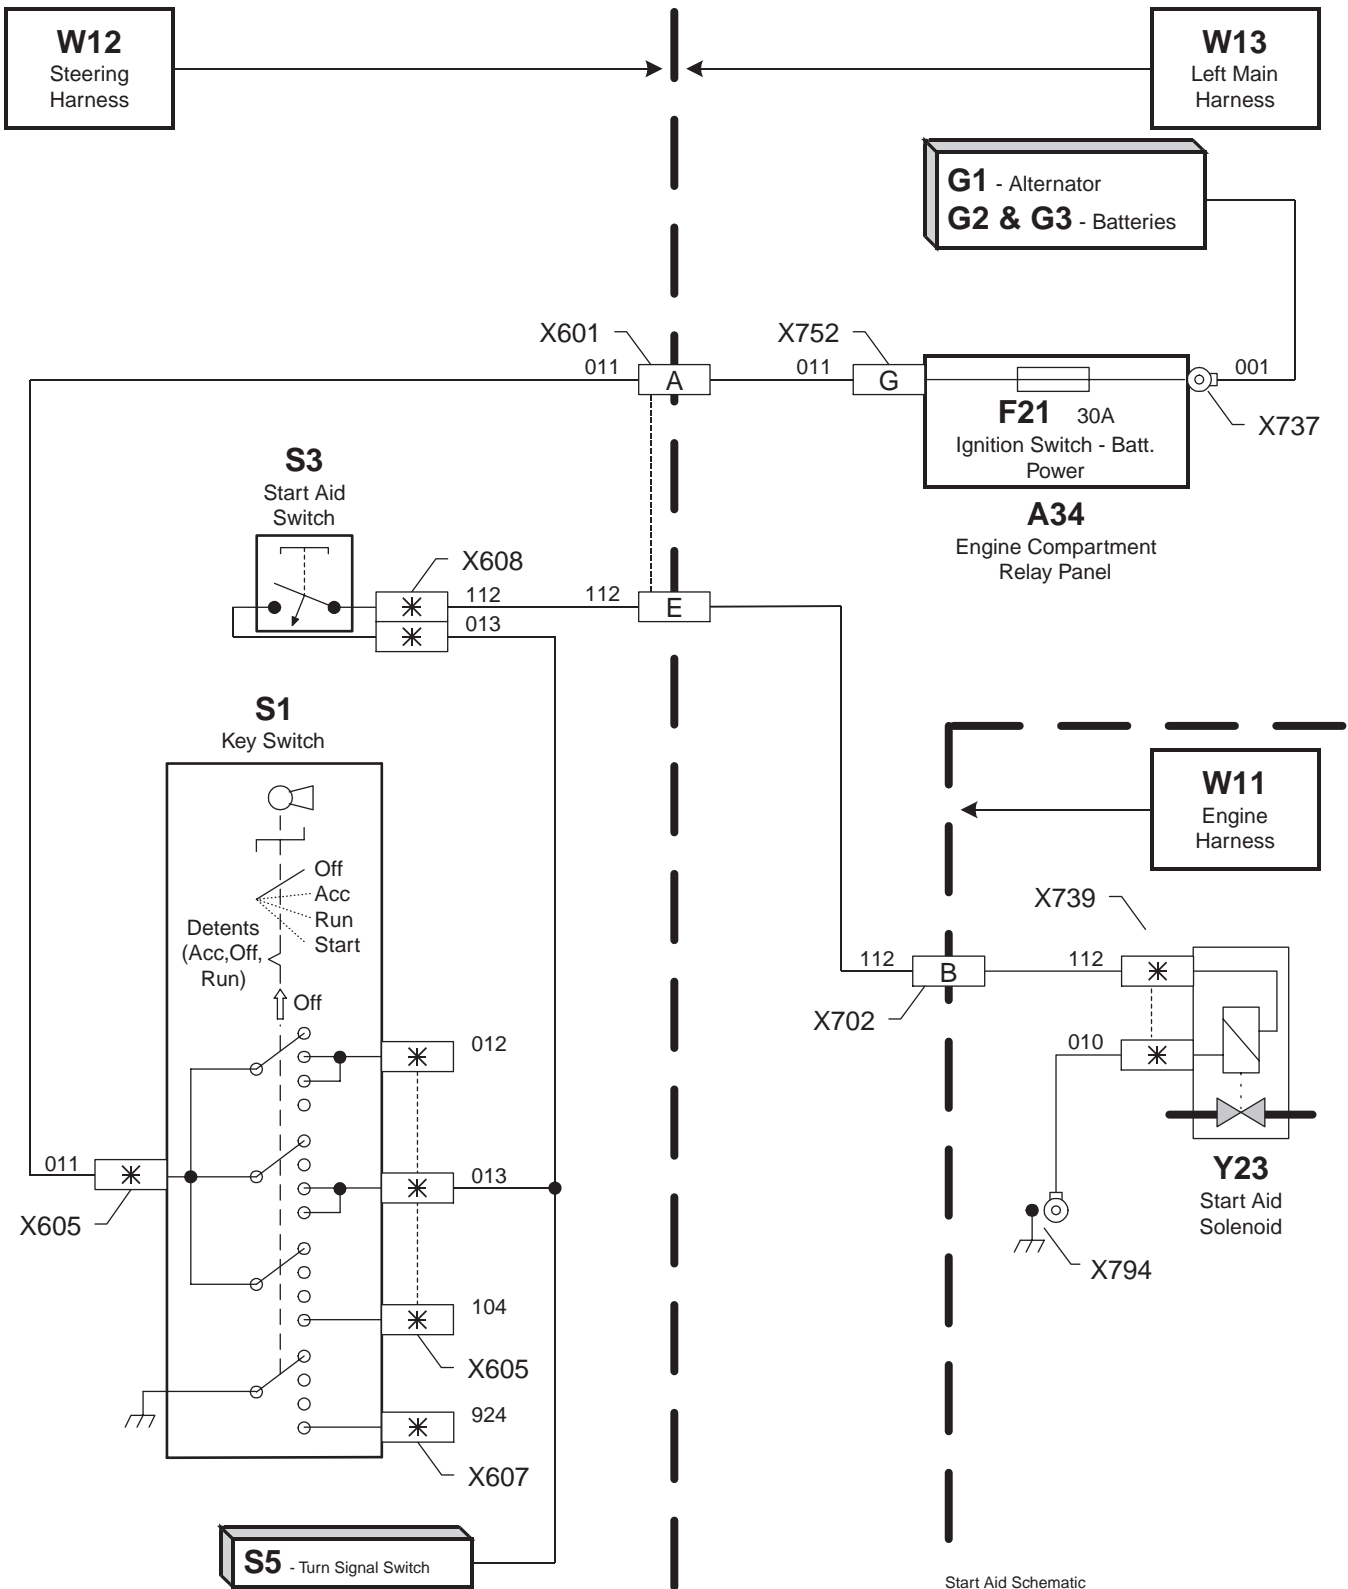 W12
Steering
Harness
W13
Left Main
Harness
G1 - Alternator
G2 & G3 - Batteries
X601
X752
011
A
011
G
001
F21 30A
Ignition Switch - Batt.
Power
X737
A34
Engine Compartment
Relay Panel
S3
Start Aid
Switch
X608
112
112
E
013
S1
Key Switch
Off
Acc
Run
Start
Detents
(Acc,Off,
Run)
Off
W11
Engine
Harness
X739
112
B
112
X702
010
012
011
013
X605
Y23
Start Aid
Solenoid
X794
104
X605
924
X607
S5 - Turn Signal Switch
Start Aid Schematic